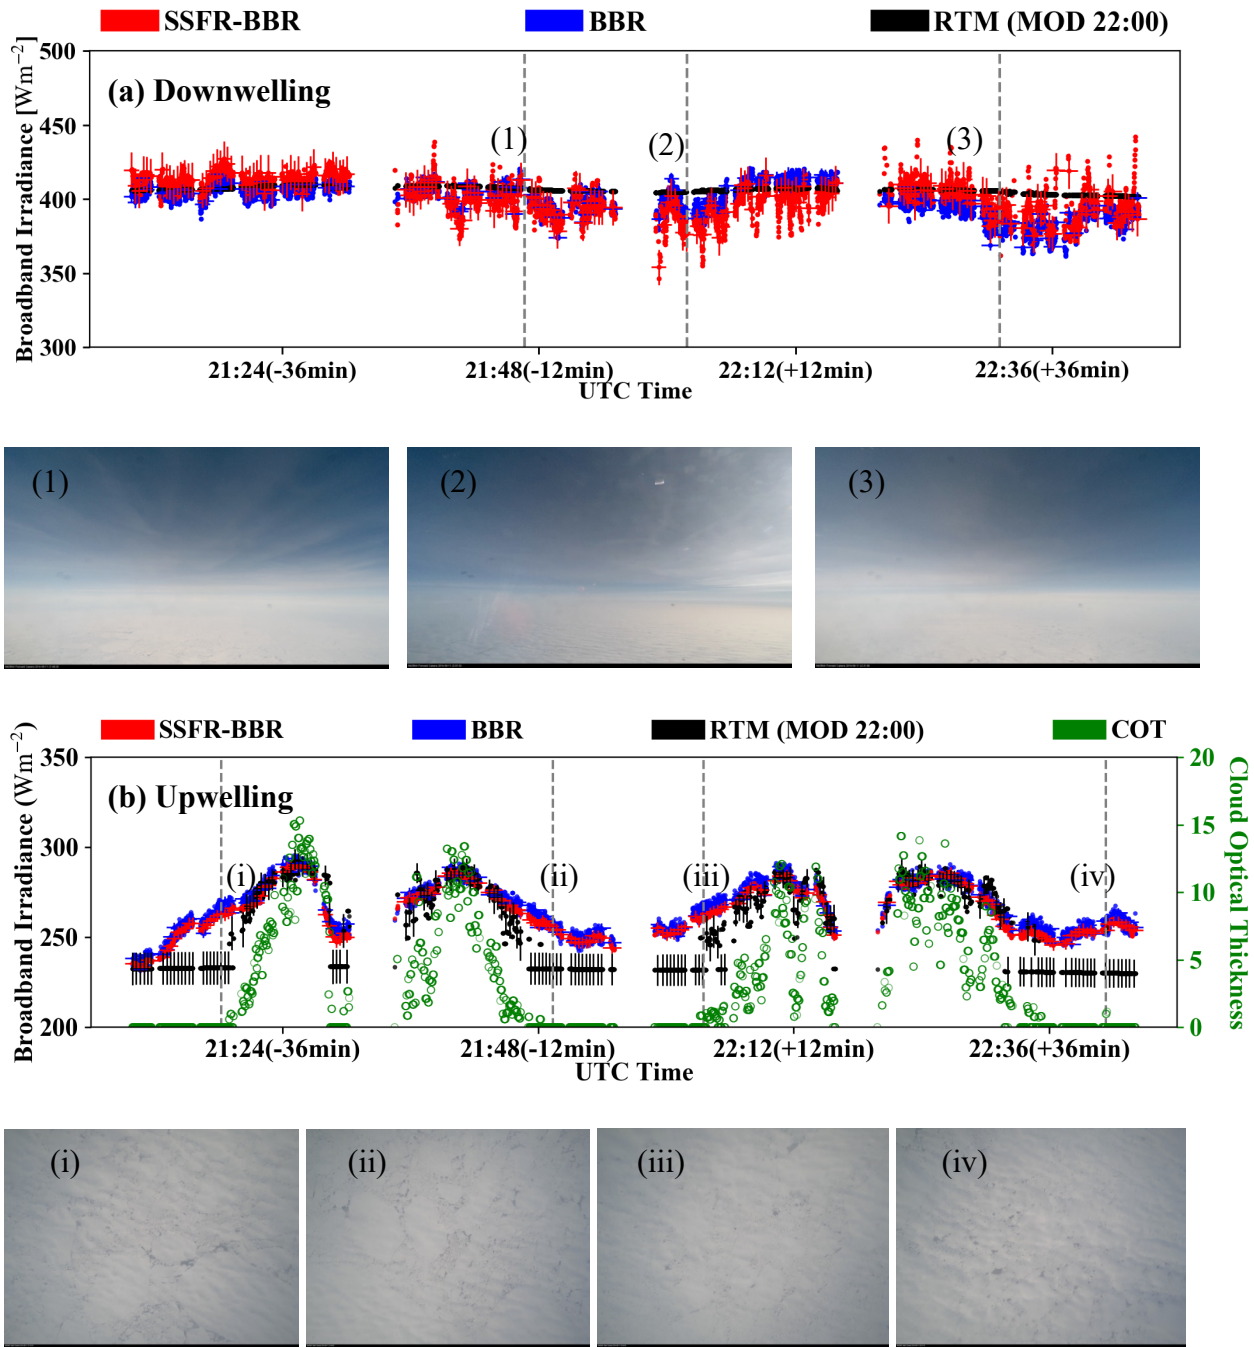 SSFR-BBR BBR RTM (MOD 22:00)
Broadband Irradiance [Wm⁻²]
500
450
400
350
300
(a) Downwelling
(1) (2) (3)
21:24(-36min) 21:48(-12min) 22:12(+12min) 22:36(+36min)
UTC Time
(1) (2) (3)
SSFR-BBR BBR RTM (MOD 22:00) COT
Broadband Irradiance (Wm⁻²)
350
300
250
200
(b) Upwelling
(i) (ii) (iii) (iv)
20
15
10
5
0
Cloud Optical Thickness
21:24(-36min) 21:48(-12min) 22:12(+12min) 22:36(+36min)
UTC Time
(i) (ii) (iii) (iv)